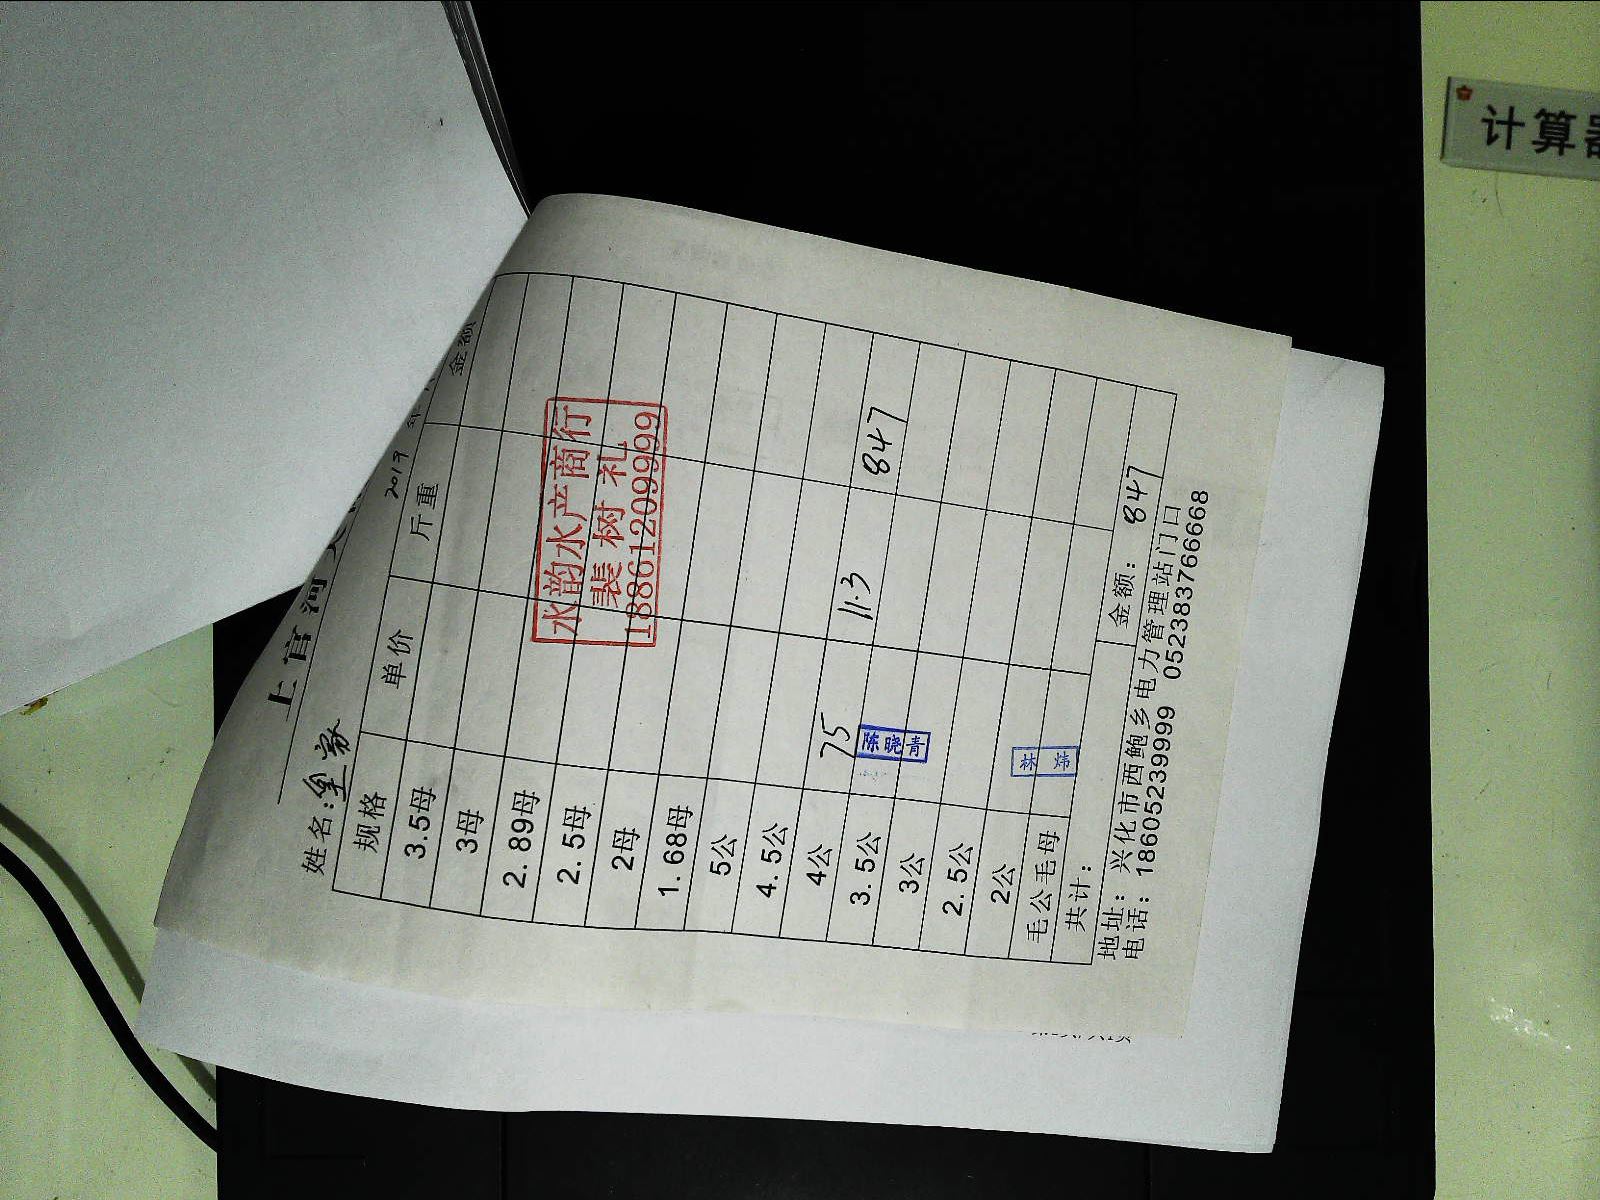 上官河
2019 年
姓名:
规格 单价 斤重 金额
3.5母
3母
2.89母
2.5母
2母
1.68母
5公
4.5公
4公
3.5公 75 11.3 847
3公
2.5公
2公
毛公毛母
共计: 金额: 847
地址: 兴化市西鲍乡电力管理站门口
电话: 18605239999 052383766668
水韵水产商行
裴树礼
18861209999
陈晓青
林炜
计算器